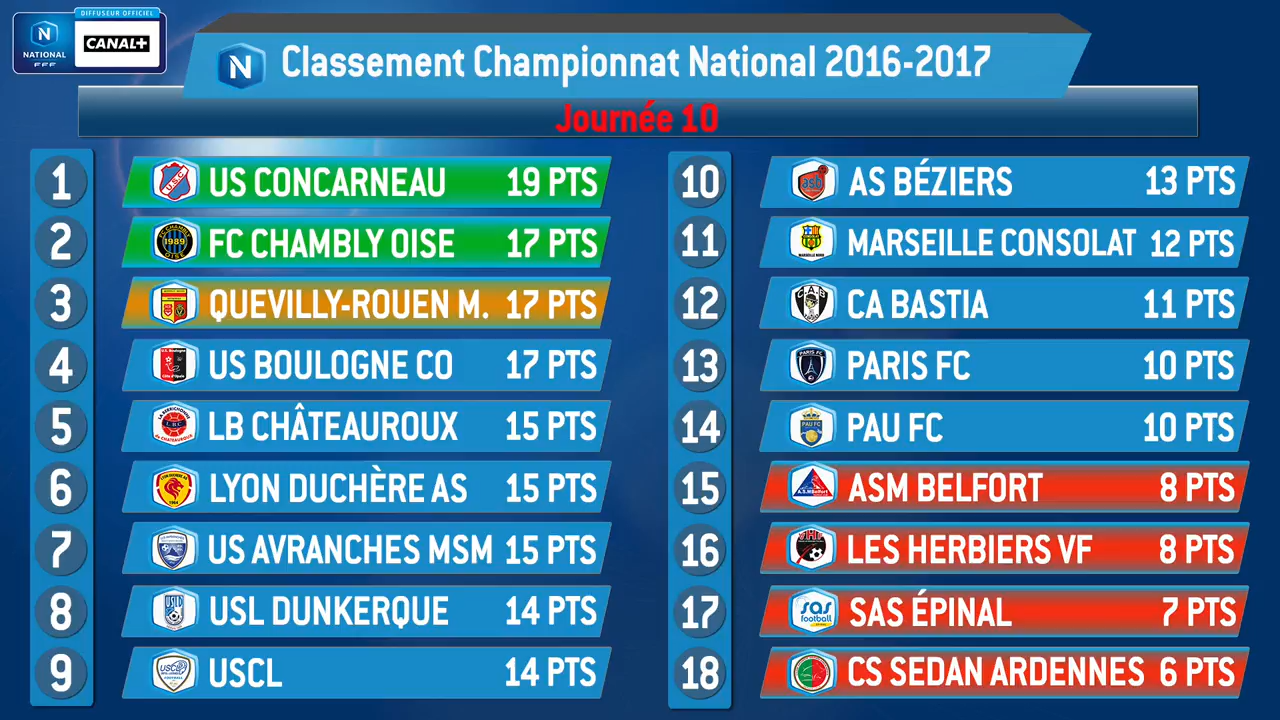 DIFFUSEUR OFFICIEL
N
NATIONAL
FFF
CANAL+
N
Classement Championnat National 2016-2017
Journée 10
1 US CONCARNEAU 19 PTS
2 FC CHAMBLY OISE 17 PTS
3 QUEVILLY-ROUEN M. 17 PTS
4 US BOULOGNE CO 17 PTS
5 LB CHÂTEAUROUX 15 PTS
6 LYON DUCHÈRE AS 15 PTS
7 US AVRANCHES MSM 15 PTS
8 USL DUNKERQUE 14 PTS
9 USCL 14 PTS
10 AS BÉZIERS 13 PTS
11 MARSEILLE CONSOLAT 12 PTS
12 CA BASTIA 11 PTS
13 PARIS FC 10 PTS
14 PAU FC 10 PTS
15 ASM BELFORT 8 PTS
16 LES HERBIERS VF 8 PTS
17 SAS ÉPINAL 7 PTS
18 CS SEDAN ARDENNES 6 PTS